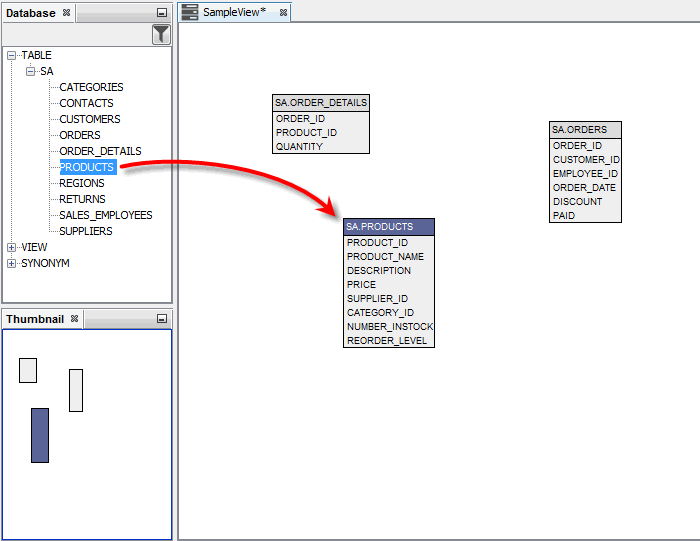 Database
TABLE
SA
CATEGORIES
CONTACTS
CUSTOMERS
ORDERS
ORDER_DETAILS
PRODUCTS
REGIONS
RETURNS
SALES_EMPLOYEES
SUPPLIERS
VIEW
SYNONYM
Thumbnail
SampleView*
SA.ORDER_DETAILS
ORDER_ID
PRODUCT_ID
QUANTITY
SA.ORDERS
ORDER_ID
CUSTOMER_ID
EMPLOYEE_ID
ORDER_DATE
DISCOUNT
PAID
SA.PRODUCTS
PRODUCT_ID
PRODUCT_NAME
DESCRIPTION
PRICE
SUPPLIER_ID
CATEGORY_ID
NUMBER_INSTOCK
REORDER_LEVEL